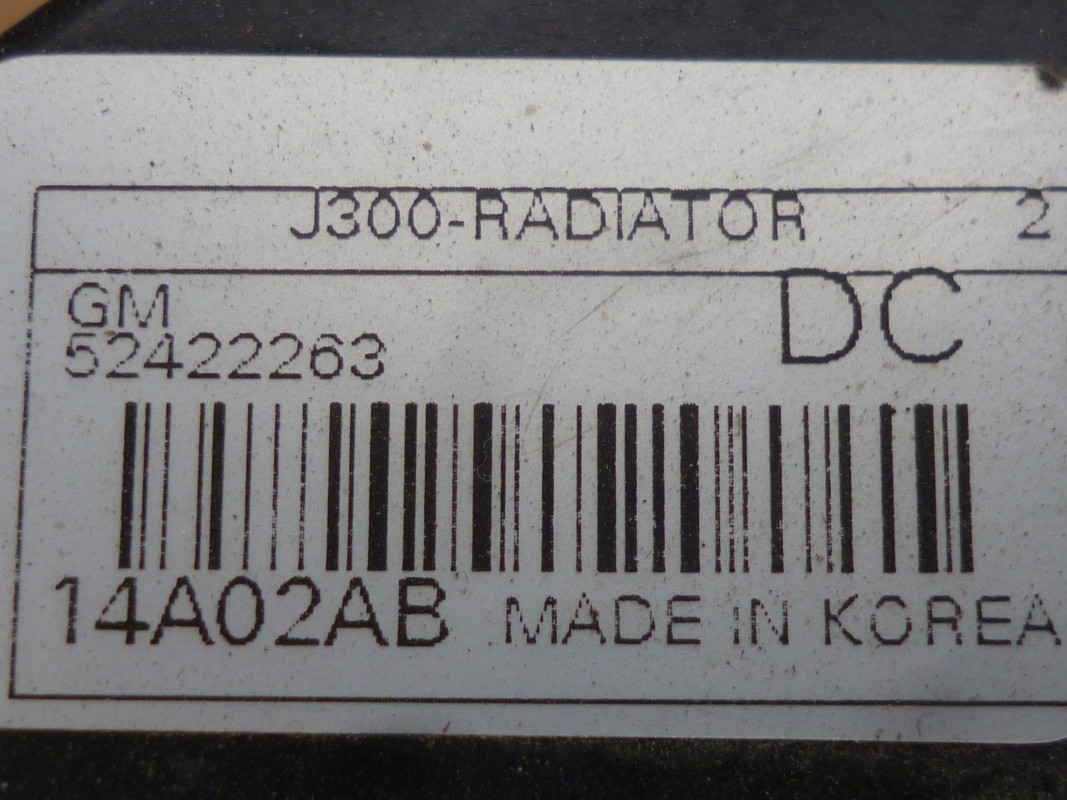 J300-RADIATOR 2
GM DC
52422263
14A02AB MADE IN KOREA